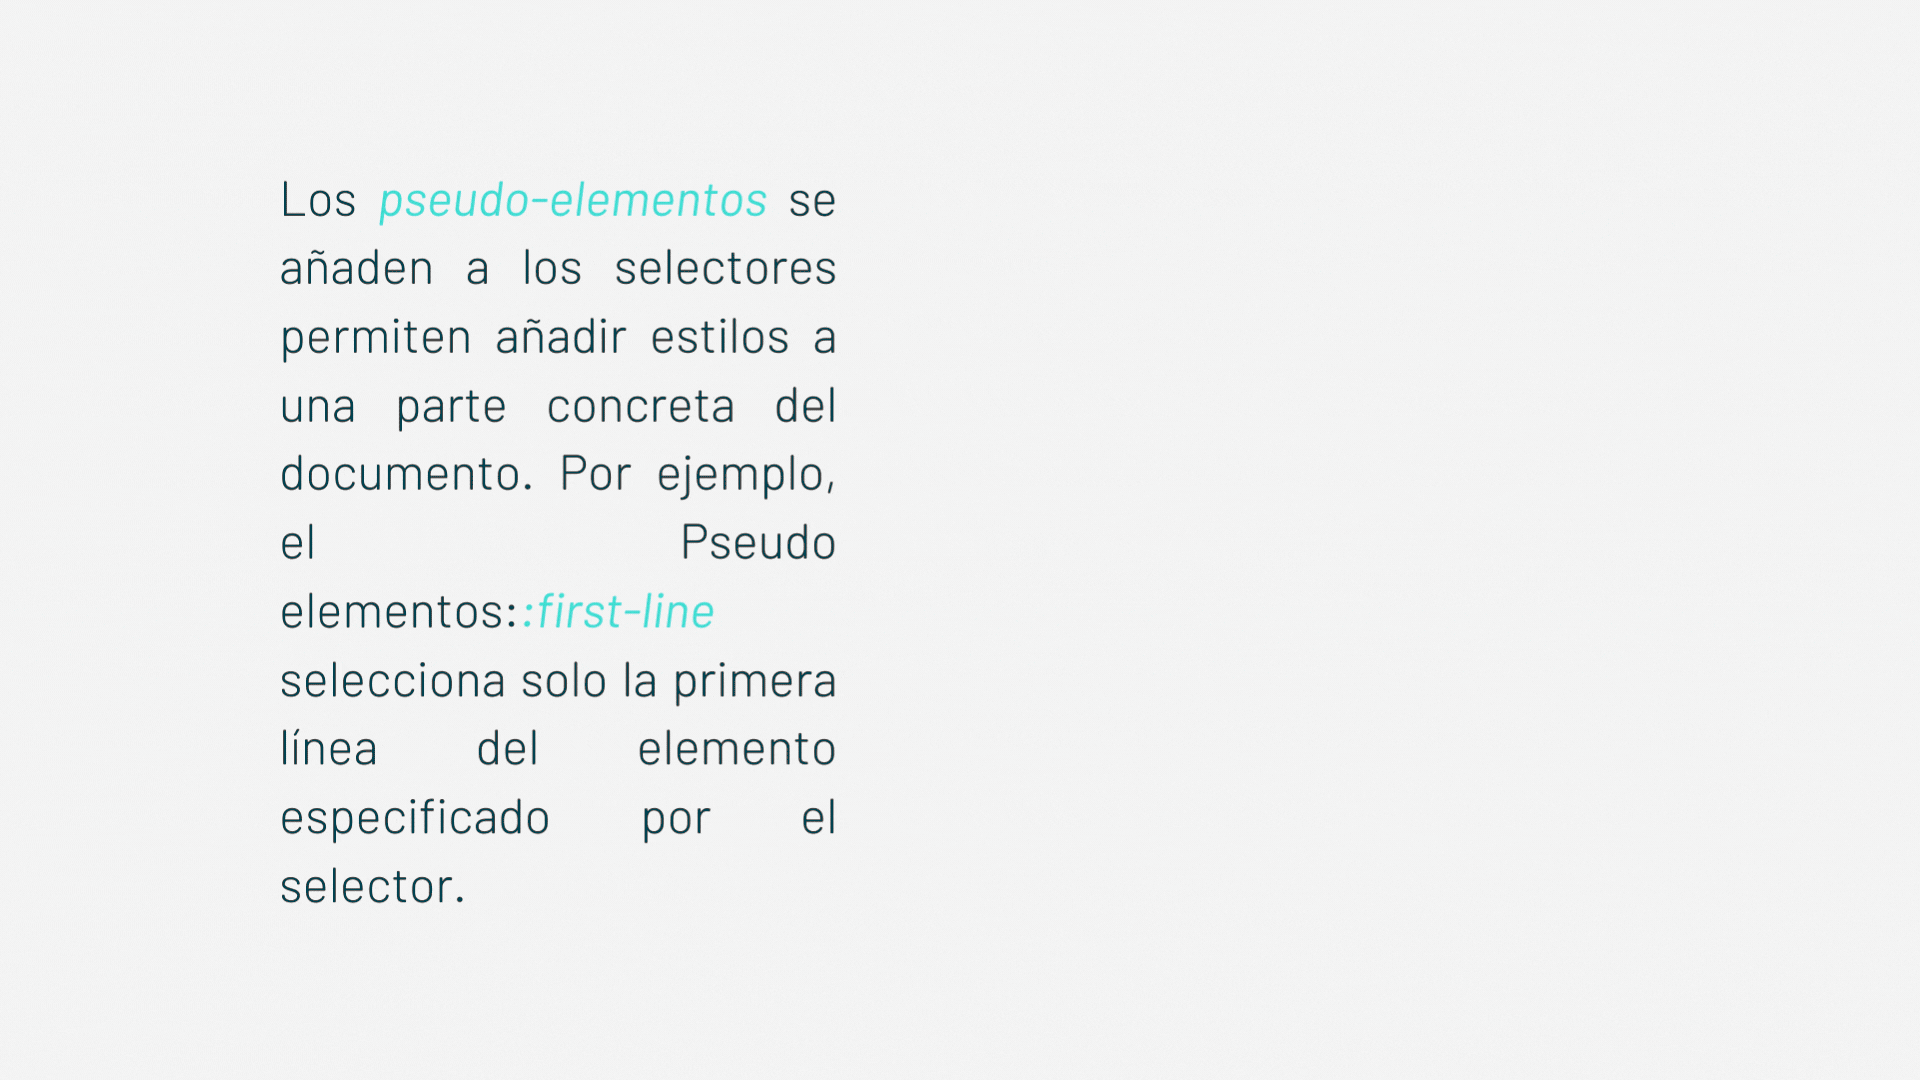 Los pseudo-elementos se
añaden a los selectores
permiten añadir estilos a
una parte concreta del
documento. Por ejemplo,
el Pseudo
elementos::first-line
selecciona solo la primera
línea del elemento
especificado por el
selector.